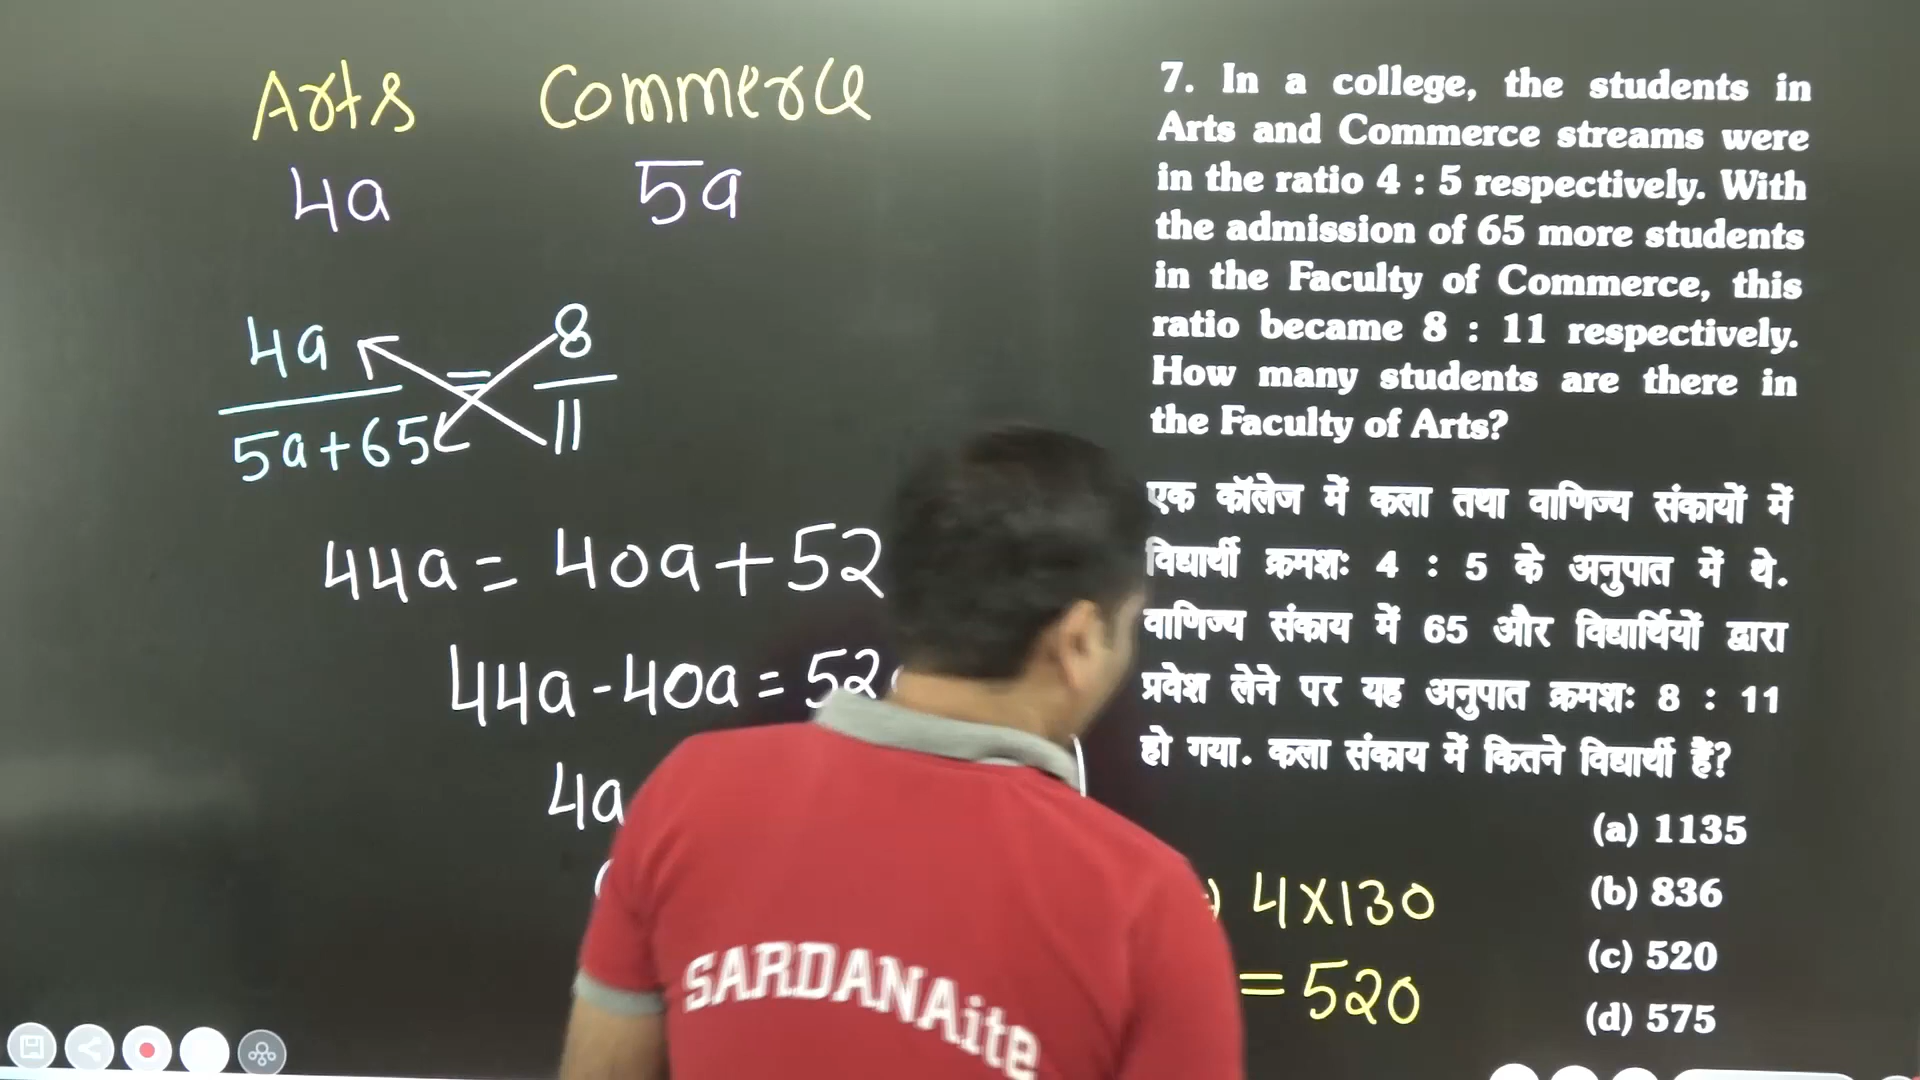 Arts Commerce
4a 5a
4a = 8
5a+65 11
44a = 40a + 52
44a - 40a = 52
4a
4×130
= 520
7. In a college, the students in
Arts and Commerce streams were
in the ratio 4 : 5 respectively. With
the admission of 65 more students
in the Faculty of Commerce, this
ratio became 8 : 11 respectively.
How many students are there in
the Faculty of Arts?
एक कॉलेज में कला तथा वाणिज्य संकायों में
विद्यार्थी क्रमशः 4 : 5 के अनुपात में थे.
वाणिज्य संकाय में 65 और विद्यार्थियों द्वारा
प्रवेश लेने पर यह अनुपात क्रमशः 8 : 11
हो गया. कला संकाय में कितने विद्यार्थी हैं?
(a) 1135
(b) 836
(c) 520
(d) 575
SARDANAite